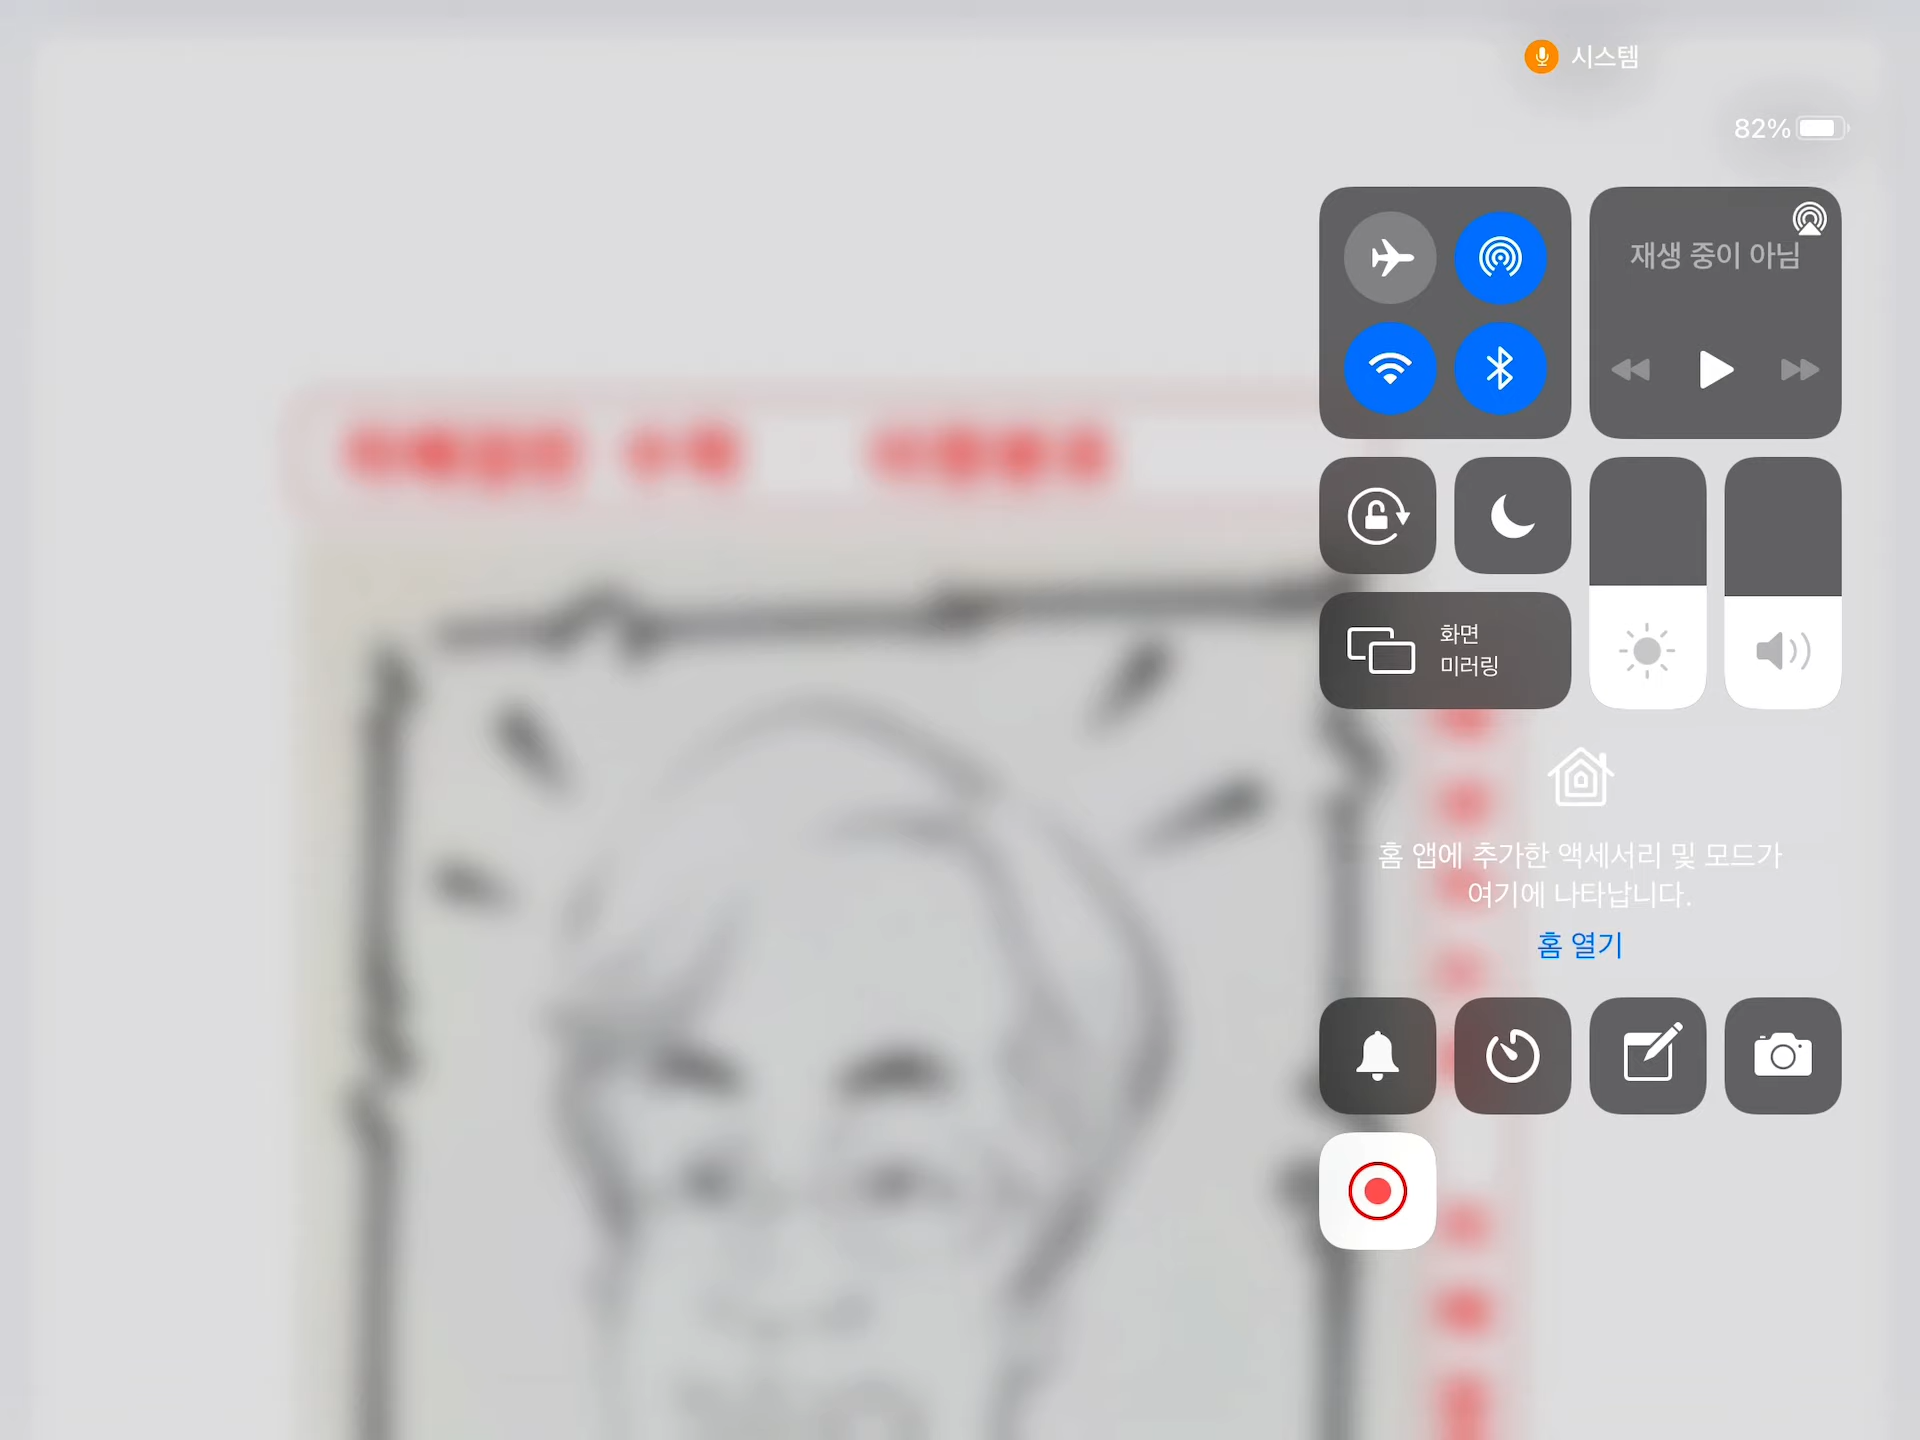 시스템
82%
재생 중이 아님
화면
미러링
홈 앱에 추가한 액세서리 및 모드가
여기에 나타납니다.
홈 열기